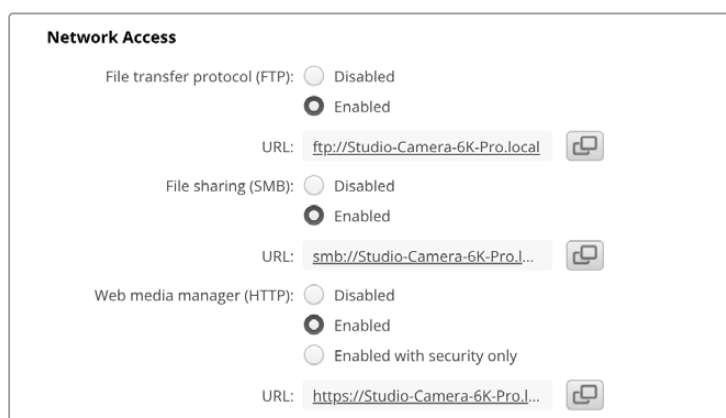 Network Access
File transfer protocol (FTP): Disabled
Enabled
URL: ftp://Studio-Camera-6K-Pro.local
File sharing (SMB): Disabled
Enabled
URL: smb://Studio-Camera-6K-Pro.l...
Web media manager (HTTP): Disabled
Enabled
Enabled with security only
URL: https://Studio-Camera-6K-Pro.l...